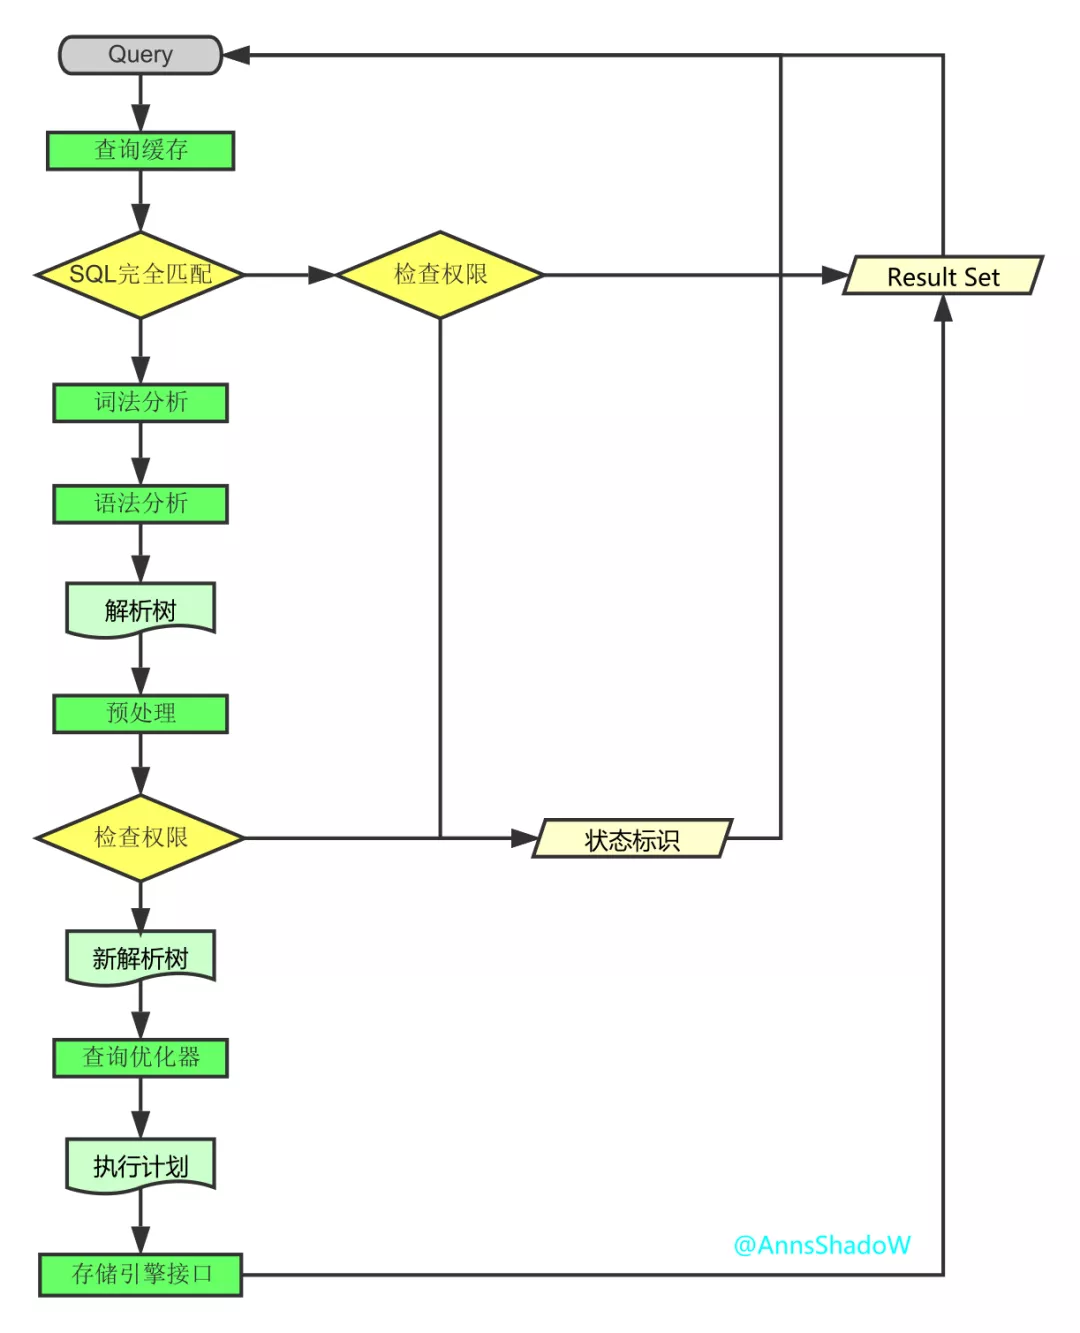 Query
查询缓存
SQL完全匹配
检查权限
Result Set
词法分析
语法分析
解析树
预处理
检查权限
状态标识
新解析树
查询优化器
执行计划
@AnnsShadoW
存储引擎接口